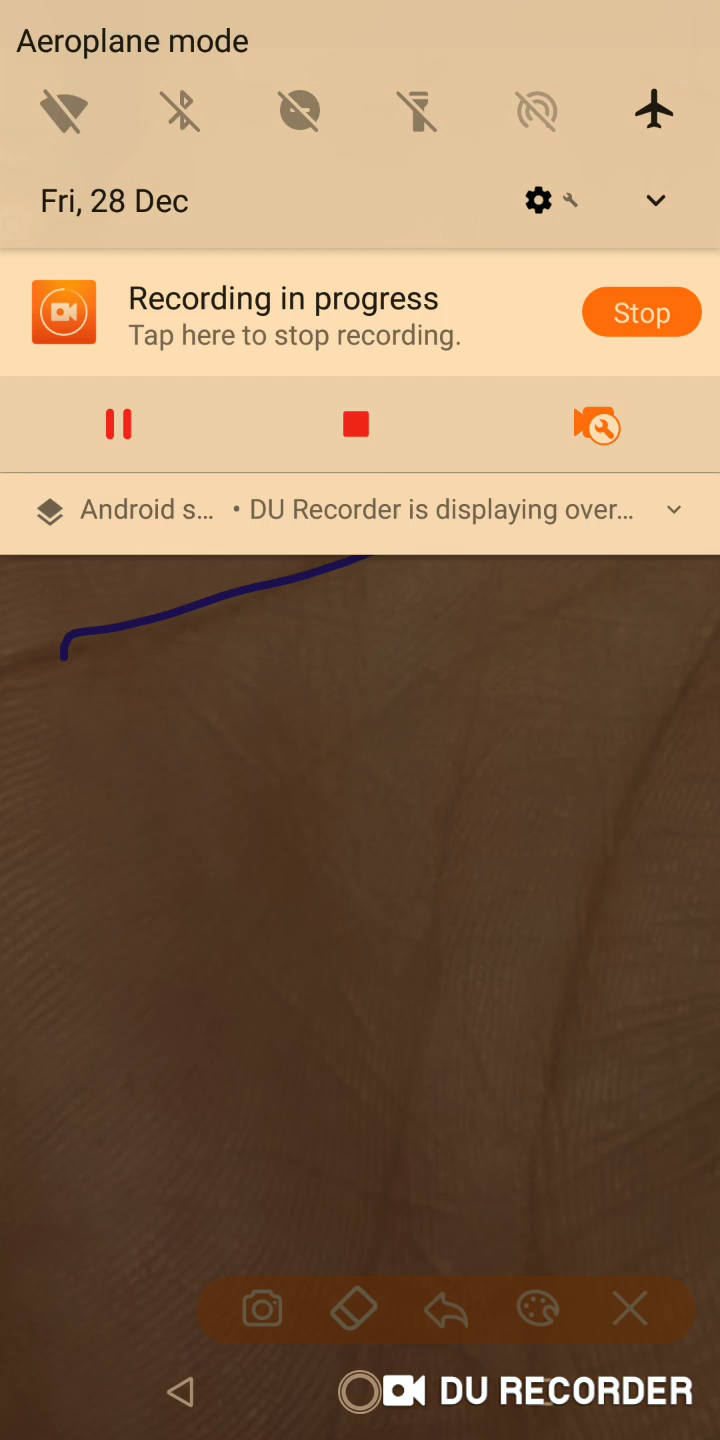 Aeroplane mode
Fri, 28 Dec
Recording in progress
Tap here to stop recording.
Stop
Android s... • DU Recorder is displaying over...
DU RECORDER